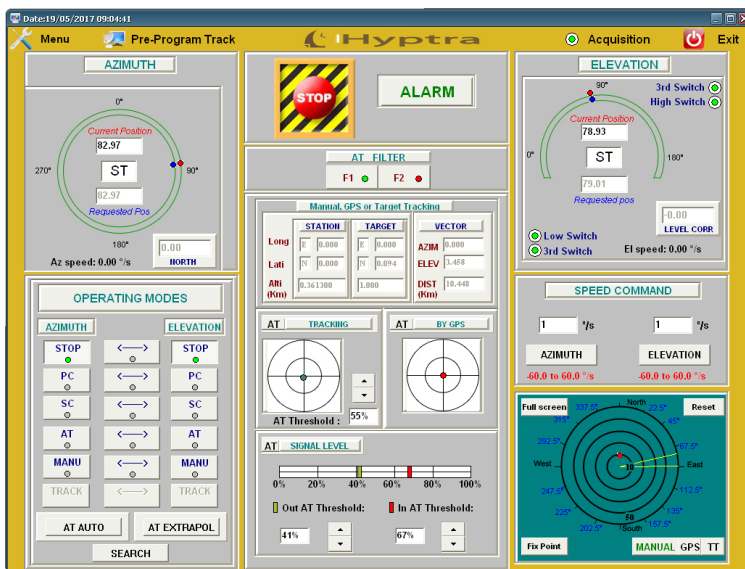 Date:19/05/2017 09:04:41
Menu
Pre-Program Track
Hyptra
Acquisition
Exit
AZIMUTH
0°
Current Position
82.97
270°
ST
90°
82.97
Requested Pos
180°
0.00
Az speed: 0.00 °/s
NORTH
STOP
ALARM
AT FILTER
F1
F2
ELEVATION
90°
3rd Switch
High Switch
Current Position
78.93
0°
ST
180°
79.01
Requested pos
-0.00
LEVEL CORR
Low Switch
3rd Switch
El speed: 0.00 °/s
Manual, GPS or Target Tracking
STATION TARGET VECTOR
Long E 0.000 E 0.000 AZIM 0.000
Lati N 0.000 N 0.094 ELEV 3.458
Alti (Km) 0.361300 1.000 DIST (Km) 10.448
OPERATING MODES
AZIMUTH ELEVATION
STOP <---> STOP
PC <---> PC
SC <---> SC
AT <---> AT
MANU <---> MANU
TRACK <---> TRACK
AT AUTO AT EXTRAPOL
SEARCH
AT TRACKING
AT BY GPS
AT Threshold : 55%
AT SIGNAL LEVEL
0% 20% 40% 60% 80% 100%
Out AT Threshold: In AT Threshold:
41% 67%
SPEED COMMAND
1 °/s 1 °/s
AZIMUTH ELEVATION
-60.0 to 60.0 °/s -60.0 to 60.0 °/s
Full screen
Reset
North
337.5° 22.5°
315° 45°
292.5° 67.5°
West 10 East
247.5° 112.5°
225° 135°
50
202.5° South 157.5°
Fix Point
MANUAL GPS TT